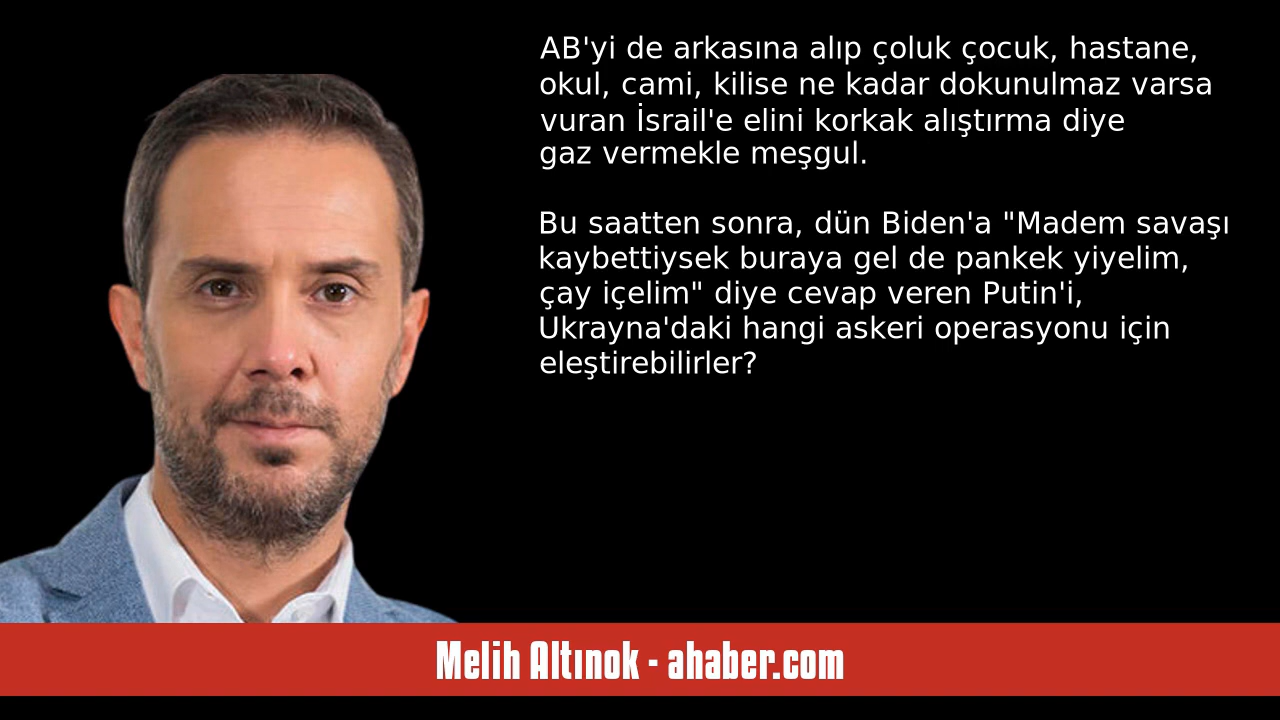 AB'yi de arkasına alıp çoluk çocuk, hastane,
okul, cami, kilise ne kadar dokunulmaz varsa
vuran İsrail'e elini korkak alıştırma diye
gaz vermekle meşgul.
Bu saatten sonra, dün Biden'a "Madem savaşı
kaybettiysek buraya gel de pankek yiyelim,
çay içelim" diye cevap veren Putin'i,
Ukrayna'daki hangi askeri operasyonu için
eleştirebilirler?
Melih Altınok - ahaber.com